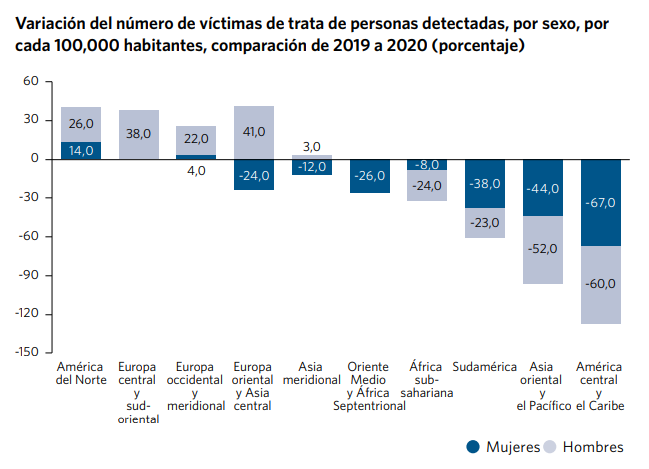 Variación del número de víctimas de trata de personas detectadas, por sexo, por
cada 100,000 habitantes, comparación de 2019 a 2020 (porcentaje)
60
30
0
-30
-60
-90
-120
-150
26,0
14,0
38,0
22,0
4,0
41,0
-24,0
3,0
-12,0
-26,0
-8,0
-24,0
-38,0
-23,0
-44,0
-52,0
-67,0
-60,0
América
del Norte
Europa
central
y
sud-
oriental
Europa
occidental
y
meridional
Europa
oriental
y Asia
central
Asia
meridional
Oriente
Medio
y África
Septentrional
África
sub-
sahariana
Sudamérica
Asia
oriental
y
el Pacífico
América
central
y
el Caribe
Mujeres
Hombres